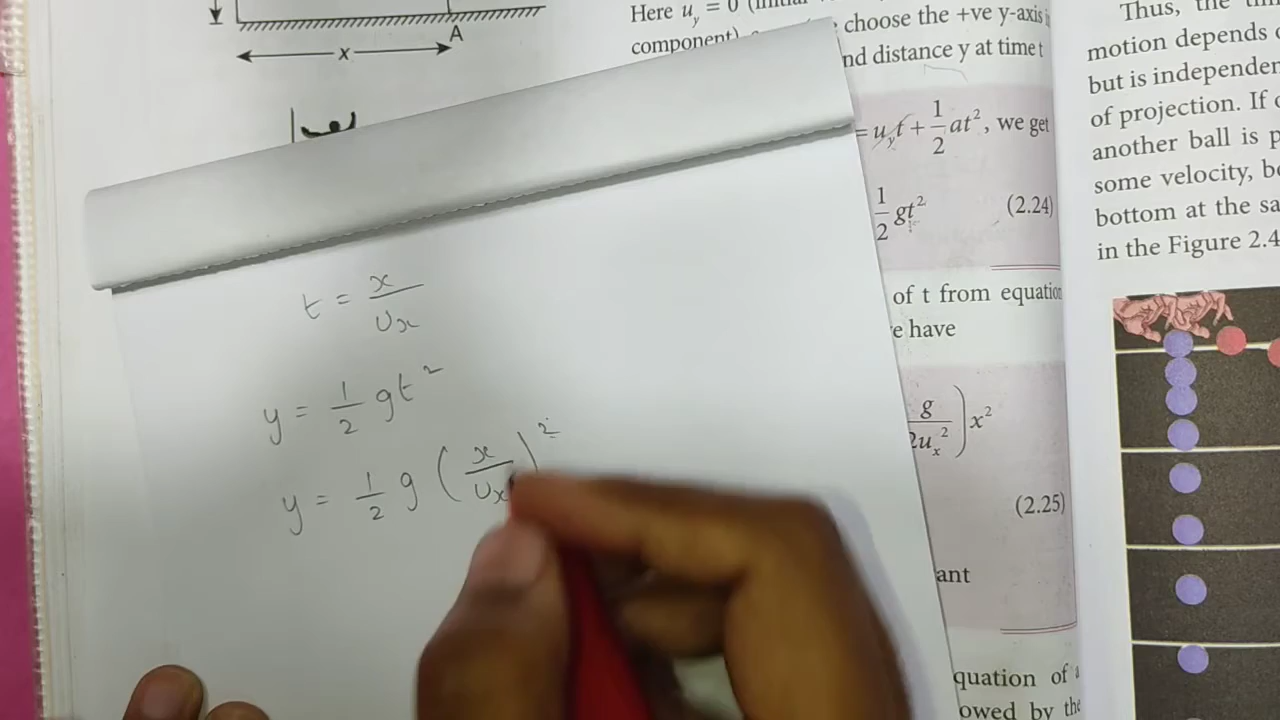 A
x
Here u_y = 0
component) choose the +ve y-axis
nd distance y at time t
= u_y t + 1/2 at², we get
1/2 gt² (2.24)
of t from equation
have
g/2u_x² ) x²
(2.25)
ant
quation of
owed by the
t = x/Ux
y = 1/2 gt²
y = 1/2 g (x/Ux)²
Thus, the
motion depends
but is independen
of projection. If
another ball is
some velocity,
bottom at the sa
in the Figure 2.4